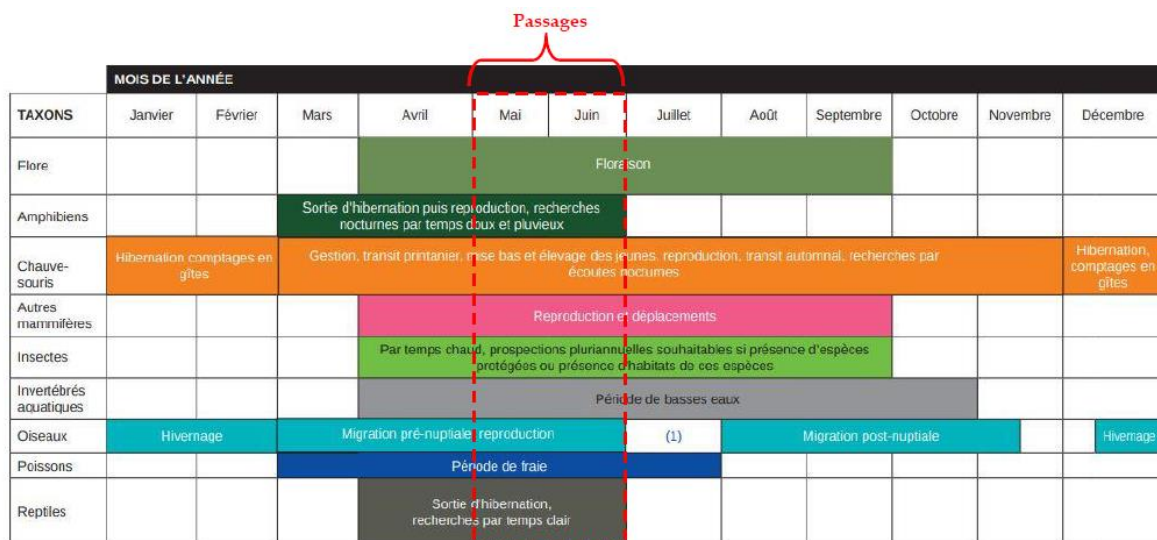 Passages
MOIS DE L'ANNÉE
TAXONS Janvier Février Mars Avril Mai Juin Juillet Août Septembre Octobre Novembre Décembre
Flore
Floraison
Amphibiens
Sortie d'hibernation puis reproduction, recherches
nocturnes par temps doux et pluvieux
Chauve-
souris
Hibernation comptages en
gîtes
Gestion, transit printanier, mise bas et élevage des jeunes, reproduction, transit automnal, recherches par
écoutes nocturnes
Hibernation,
comptages en
gîtes
Autres
mammifères
Reproduction et déplacements
Insectes
Par temps chaud, prospections pluriannuelles souhaitables si présence d'espèces
protégées ou présence d'habitats de ces espèces
Invertébrés
aquatiques
Période de basses eaux
Oiseaux Hivernage Migration pré-nuptiale, reproduction (1) Migration post-nuptiale Hivernage
Poissons Période de fraie
Reptiles
Sortie d'hibernation,
recherches par temps clair